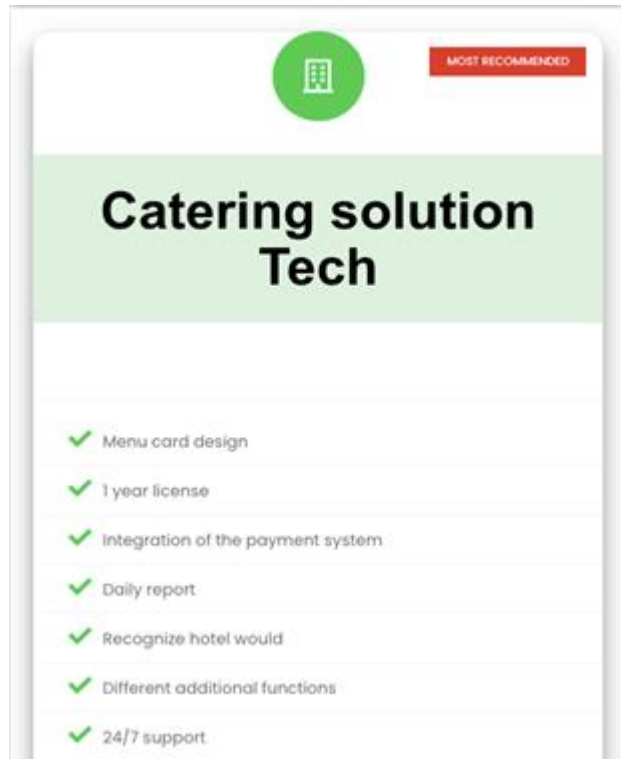 MOST RECOMMENDED
Catering solution
Tech
Menu card design
1 year license
Integration of the payment system
Daily report
Recognize hotel would
Different additional functions
24/7 support